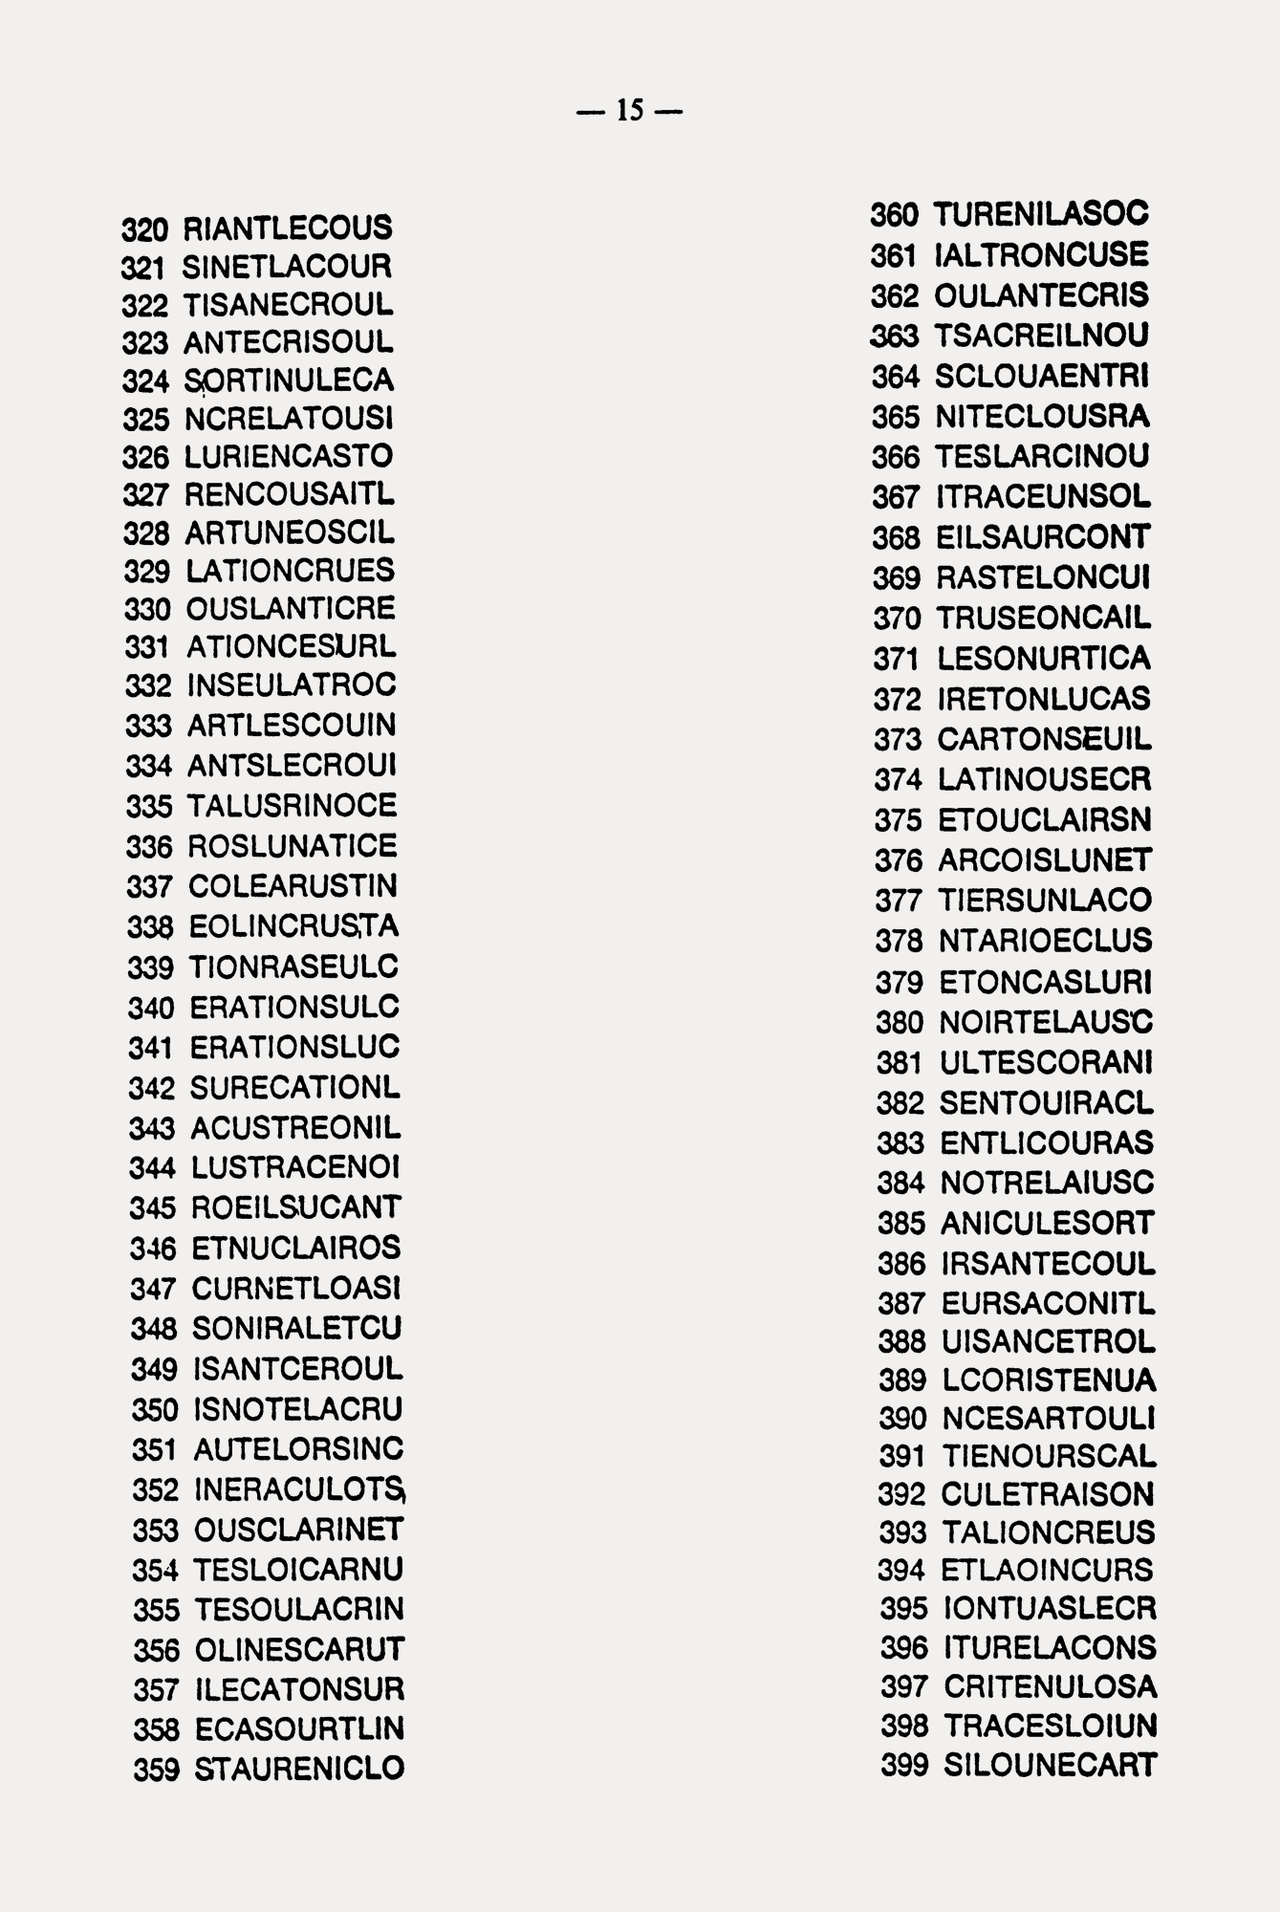 — 15 —
320 RIANTLECOUS
321 SINETLACOUR
322 TISANECROUL
323 ANTECRISOUL
324 SORTINULECA
325 NCRELATOUSI
326 LURIENCASTO
327 RENCOUSAITL
328 ARTUNEOSCIL
329 LATIONCRUES
330 OUSLANTICRE
331 ATIONCESURL
332 INSEULATROC
333 ARTLESCOUIN
334 ANTSLECROUI
335 TALUSRINOCE
336 ROSLUNATICE
337 COLEARUSTIN
338 EOLINCRUSTA
339 TIONRASEULC
340 ERATIONSULC
341 ERATIONSLUC
342 SURECATIONL
343 ACUSTREONIL
344 LUSTRACENOI
345 ROEILSUCANT
346 ETNUCLAIROS
347 CURNETLOASI
348 SONIRALETCU
349 ISANTCEROUL
350 ISNOTELACRU
351 AUTELORSINC
352 INERACULOTS
353 OUSCLARINET
354 TESLOICARNU
355 TESOULACRIN
356 OLINESCARUT
357 ILECATONSUR
358 ECASOURTLIN
359 STAURENICLO
360 TURENILASOC
361 IALTRONCUSE
362 OULANTECRIS
363 TSACREILNOU
364 SCLOUAENTRI
365 NITECLOUSRA
366 TESLARCINOU
367 ITRACEUNSOL
368 EILSAURCONT
369 RASTELONCUI
370 TRUSEONCAIL
371 LESONURTICA
372 IRETONLUCAS
373 CARTONSEUIL
374 LATINOUSECR
375 ETOUCLAIRSN
376 ARCOISLUNET
377 TIERSUNLACO
378 NTARIOECLUS
379 ETONCASLURI
380 NOIRTELAUSC
381 ULTESCORANI
382 SENTOUIRACL
383 ENTLICOURAS
384 NOTRELAIUSC
385 ANICULESORT
386 IRSANTECOUL
387 EURSACONITL
388 UISANCETROL
389 LCORISTENUA
390 NCESARTOULI
391 TIENOURSCAL
392 CULETRAISON
393 TALIONCREUS
394 ETLAOINCURS
395 IONTUASLECR
396 ITURELACONS
397 CRITENULOSA
398 TRACESLOIUN
399 SILOUNECART